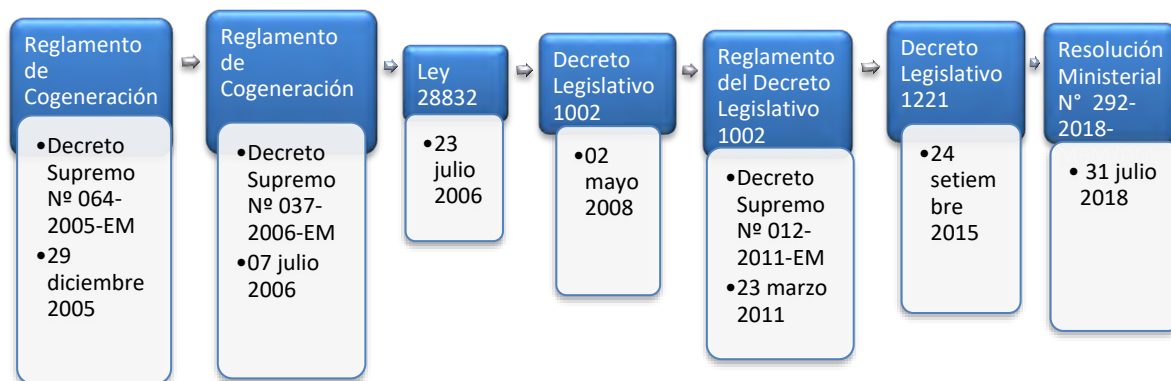 Reglamento
de
Cogeneración
•Decreto
Supremo
Nº 064-
2005-EM
•29
diciembre
2005
Reglamento
de
Cogeneración
•Decreto
Supremo
Nº 037-
2006-EM
•07 julio
2006
Ley
28832
•23
julio
2006
Decreto
Legislativo
1002
•02
mayo
2008
Reglamento
del Decreto
Legislativo
1002
•Decreto
Supremo
Nº 012-
2011-EM
•23 marzo
2011
Decreto
Legislativo
1221
•24
setiem
bre
2015
Resolución
Ministerial
N° 292-
2018-
• 31 julio
2018